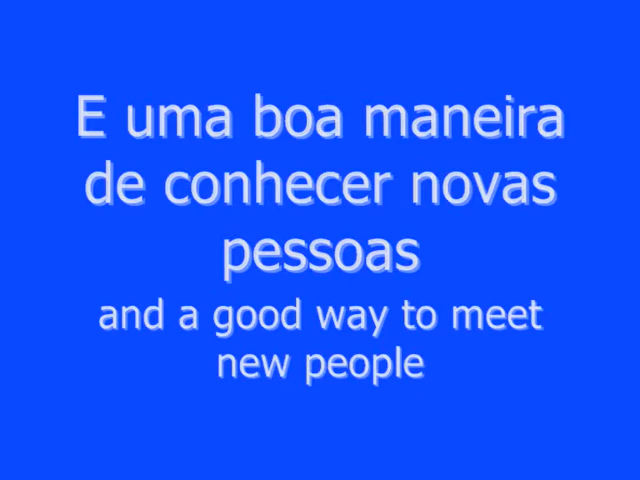 E uma boa maneira
de conhecer novas
pessoas
and a good way to meet
new people